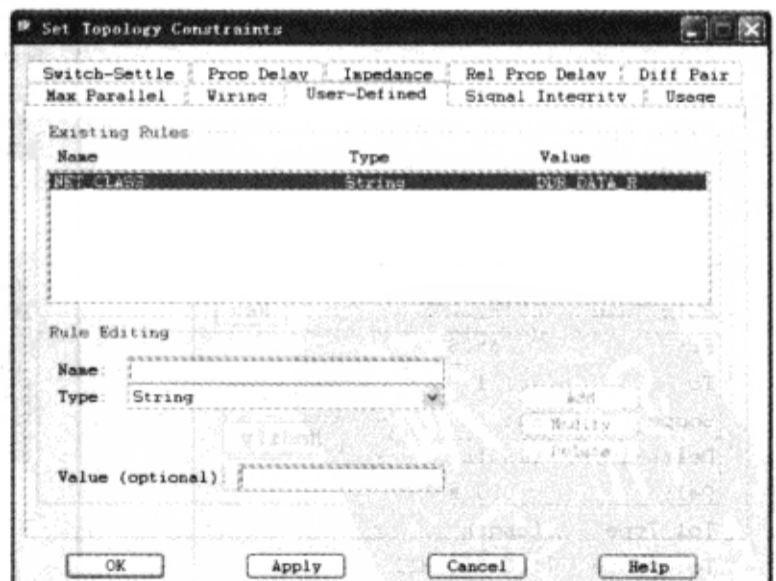 Set Topology Constraints
Switch-Settle Prop Delay Impedance Rel Prop Delay Diff Pair
Max Parallel Wiring User-Defined Signal Integrity Usage
Existing Rules
Name Type Value
NET_CLASS String DDR_DATA_R
Rule Editing
Name:
Type: String
Add
Modify
Delete
Value (optional)
OK Apply Cancel Help